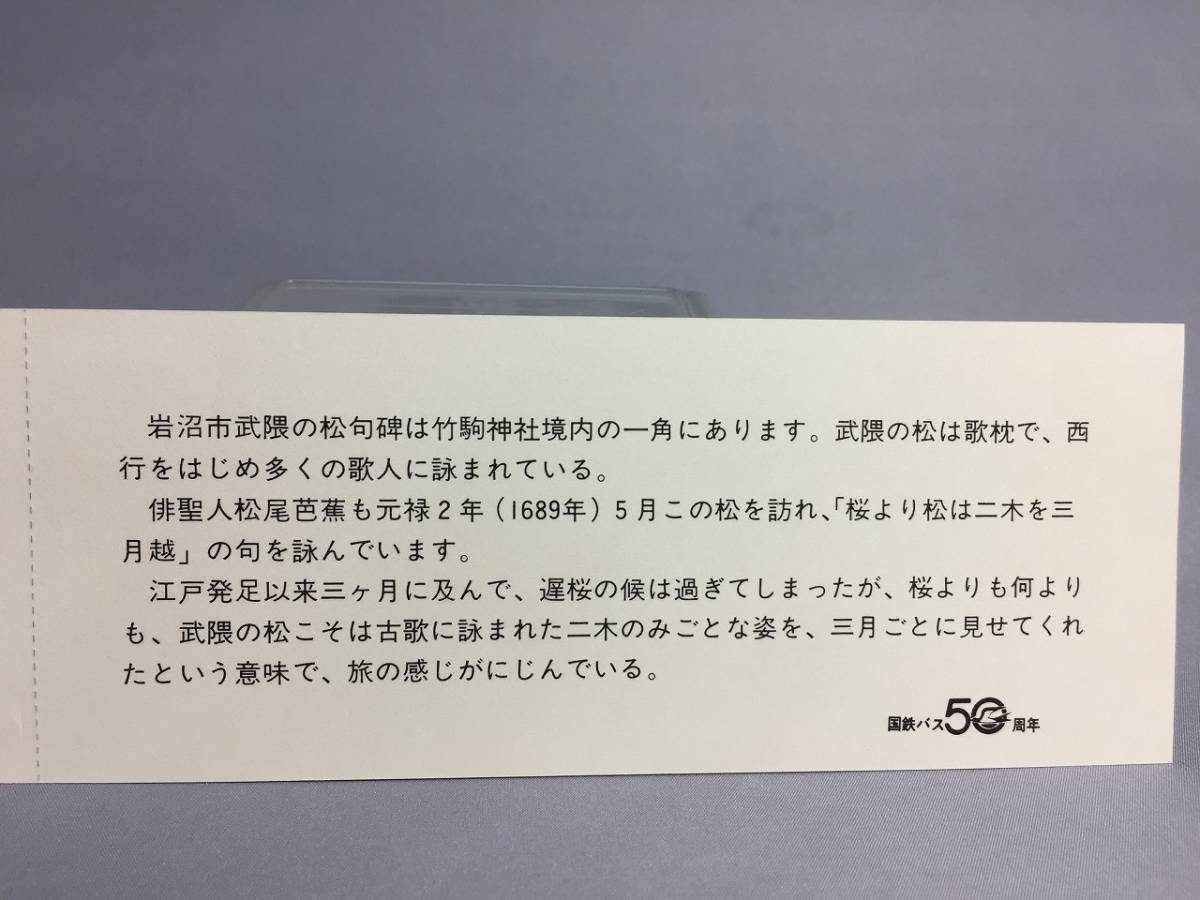 岩沼市武隈の松句碑は竹駒神社境内の一角にあります。武隈の松は歌枕で、西
行をはじめ多くの歌人に詠まれている。
俳聖人松尾芭蕉も元禄2年(1689年)5月この松を訪れ、「桜より松は二木を三
月越」の句を詠んでいます。
江戸発足以来三ヶ月に及んで、遅桜の候は過ぎてしまったが、桜よりも何より
も、武隈の松こそは古歌に詠まれた二木のみごとな姿を、三月ごとに見せてくれ
たという意味で、旅の感じがにじんでいる。
国鉄バス50周年